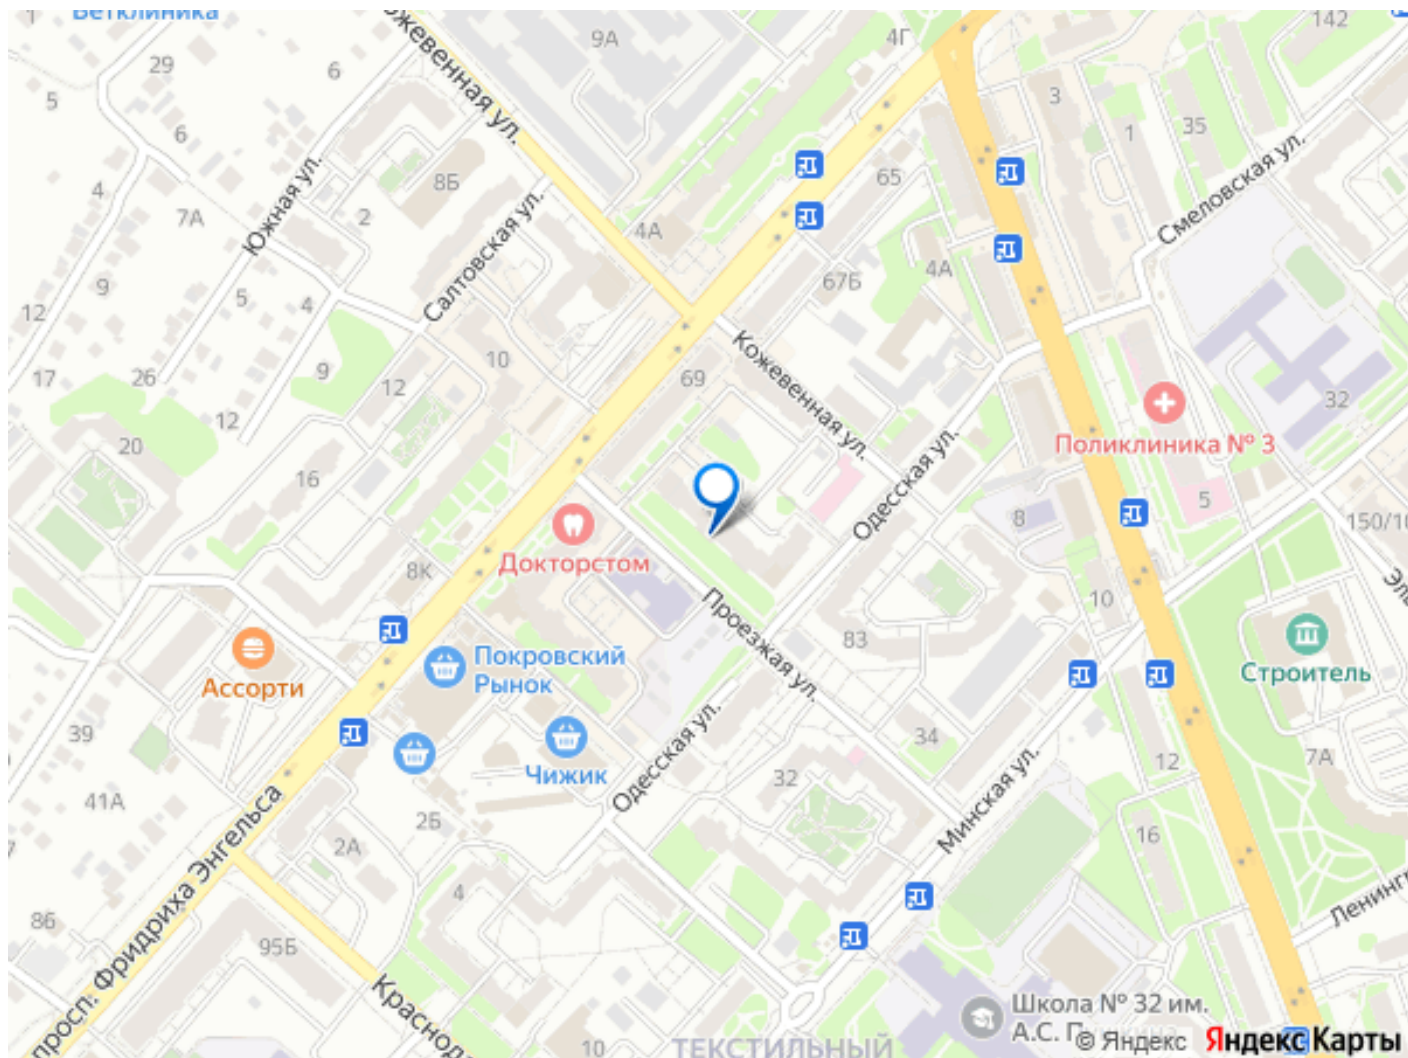 Ветклиника
Кожевенная ул.
9А
4Г
142
1
29
6
5
3
35
1
6
4
7А
Южная ул.
2
8Б
Салтовская ул.
4А
65
Смеловская ул.
4А
67Б
9
5
4
12
17
26
9
12
10
69
Кожевенная ул.
32
12
Поликлиника № 3
20
16
Одесская ул.
8
5
150/10
8К
Докторстом
10
Проезжая ул.
83
Строитель
Ассорти
Покровский
Рынок
39
Одесская ул.
34
12
7А
Чижик
32
41А
2Б
Минская ул.
16
2А
4
просп. Фридриха Энгельса
86
95Б
Ленинг
Краснод
10
Школа № 32 им.
А.С. Пушкина
ТЕКСТИЛЬНЫЙ
© Яндекс Яндекс Карты